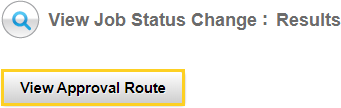 View Job Status Change： Results
View Approval Route